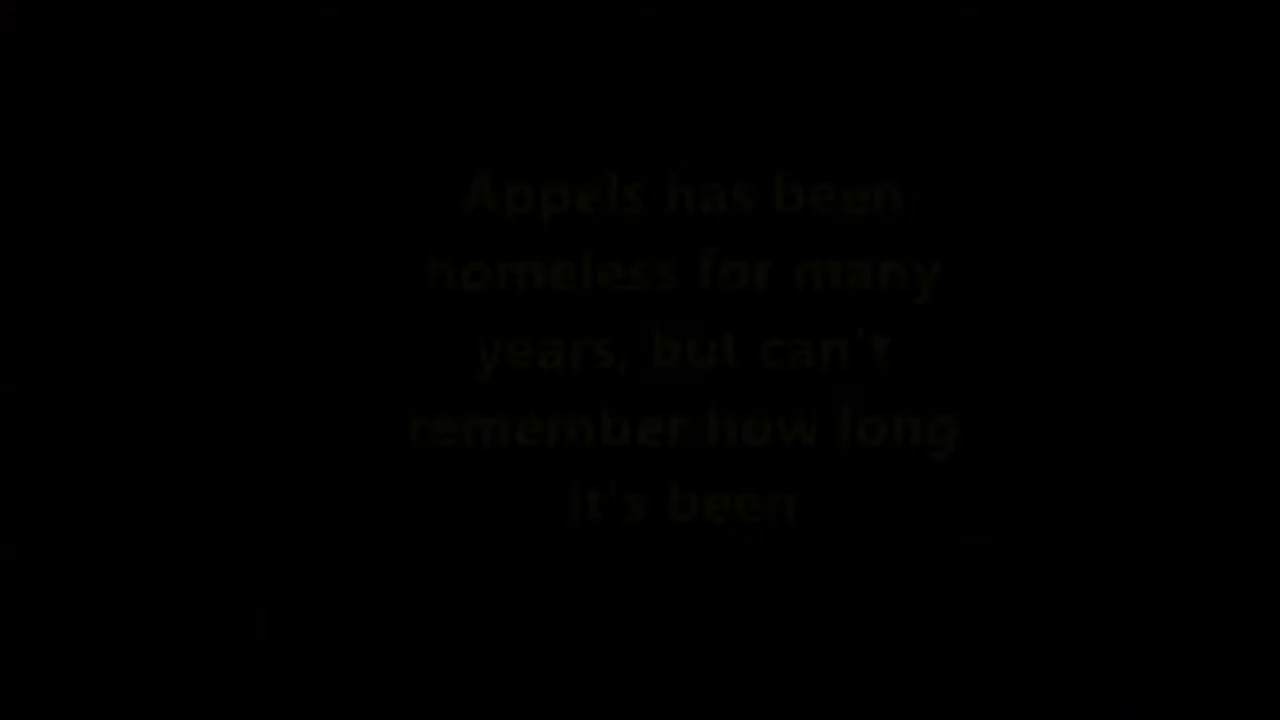 Appels has been
homeless for many
years, but can't
remember how long
it's been